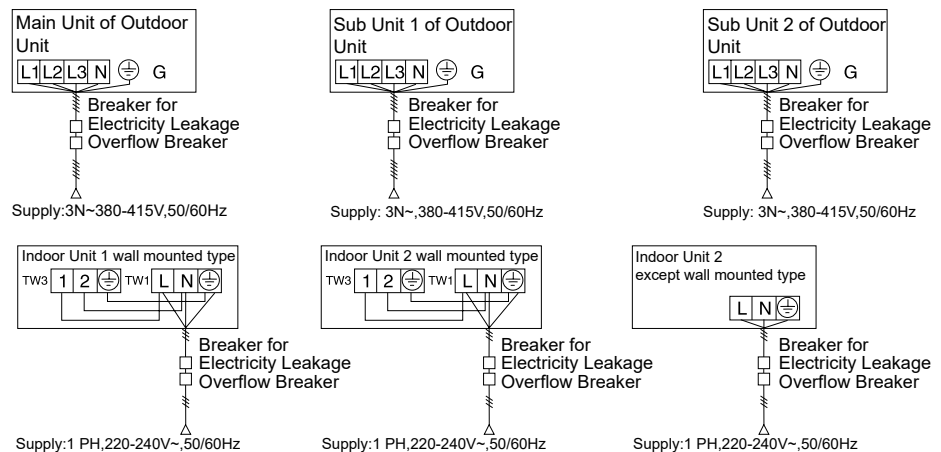 Main Unit of Outdoor
Unit
L1 L2 L3 N G
Breaker for
Electricity Leakage
Overflow Breaker
Supply:3N~380-415V,50/60Hz
Sub Unit 1 of Outdoor
Unit
L1 L2 L3 N G
Breaker for
Electricity Leakage
Overflow Breaker
Supply: 3N~,380-415V,50/60Hz
Sub Unit 2 of Outdoor
Unit
L1 L2 L3 N G
Breaker for
Electricity Leakage
Overflow Breaker
Supply: 3N~,380-415V,50/60Hz
Indoor Unit 1 wall mounted type
TW3 1 2 TW1 L N
Breaker for
Electricity Leakage
Overflow Breaker
Supply:1 PH,220-240V~,50/60Hz
Indoor Unit 2 wall mounted type
TW3 1 2 TW1 L N
Breaker for
Electricity Leakage
Overflow Breaker
Supply:1 PH,220-240V~,50/60Hz
Indoor Unit 2
except wall mounted type
L N
Breaker for
Electricity Leakage
Overflow Breaker
Supply:1 PH,220-240V~,50/60Hz